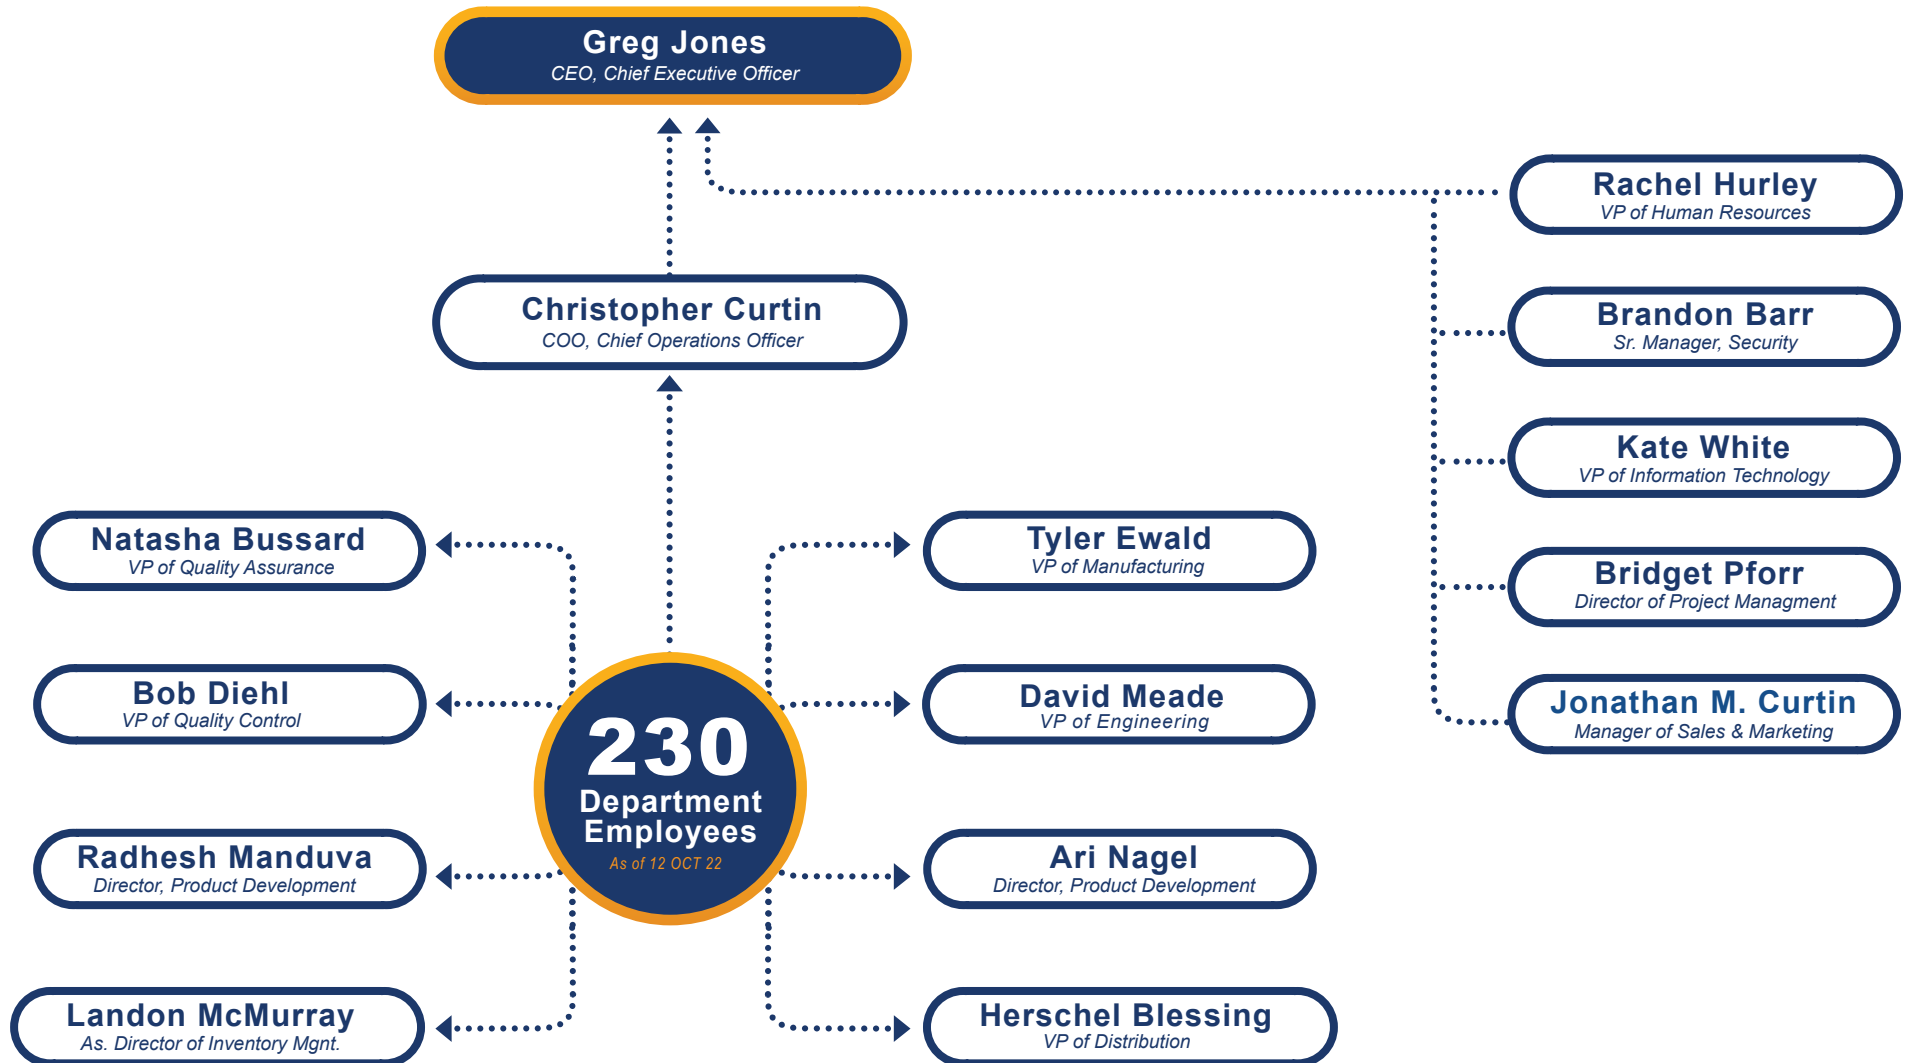 Greg Jones
CEO, Chief Executive Officer
Rachel Hurley
VP of Human Resources
Christopher Curtin
COO, Chief Operations Officer
Brandon Barr
Sr. Manager, Security
Kate White
VP of Information Technology
Natasha Bussard
VP of Quality Assurance
Tyler Ewald
VP of Manufacturing
Bridget Pforr
Director of Project Managment
Bob Diehl
VP of Quality Control
David Meade
VP of Engineering
Jonathan M. Curtin
Manager of Sales & Marketing
230
Department
Employees
As of 12 OCT 22
Radhesh Manduva
Director, Product Development
Ari Nagel
Director, Product Development
Landon McMurray
As. Director of Inventory Mgnt.
Herschel Blessing
VP of Distribution